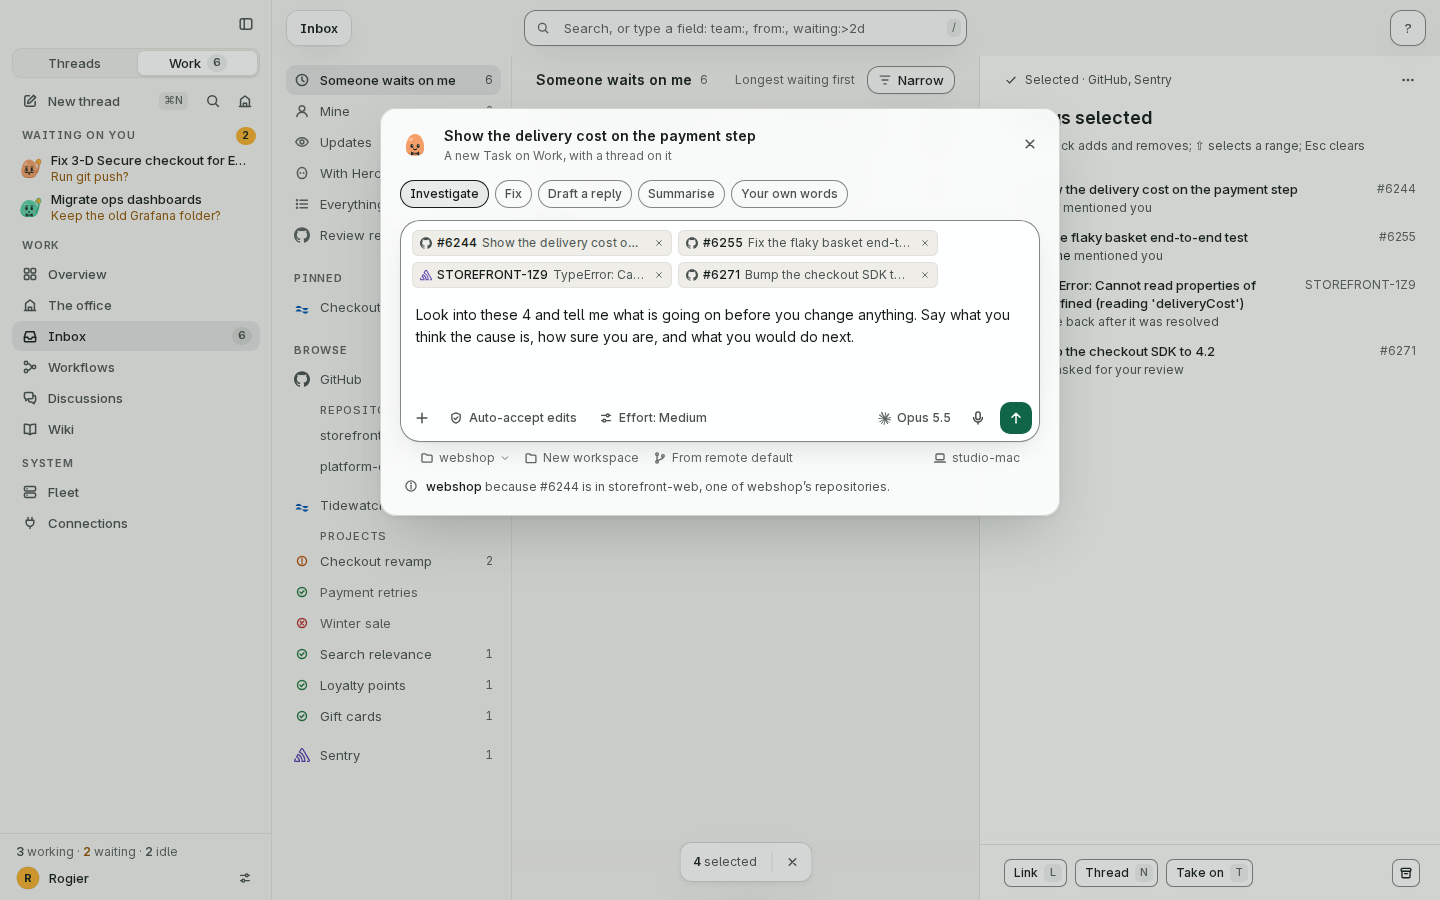 Threads
Work 6
New thread ⌘N
WAITING ON YOU 2
Fix 3-D Secure checkout for E…
Run git push?
Migrate ops dashboards
Keep the old Grafana folder?
WORK
Overview
The office
Inbox 6
Workflows
Discussions
Wiki
SYSTEM
Fleet
Connections
3 working · 2 waiting · 2 idle
R Rogier
Inbox
Search, or type a field: team:, from:, waiting:>2d /
?
Someone waits on me 6
Mine
Updates
With Herc
Everything
Review re
PINNED
Checkout
BROWSE
GitHub
REPOSITO
storefront
platform-c
Tidewatch
PROJECTS
Checkout revamp 2
Payment retries
Winter sale
Search relevance 1
Loyalty points 1
Gift cards 1
Sentry 1
Someone waits on me 6
Longest waiting first
Narrow
Show the delivery cost on the payment step
A new Task on Work, with a thread on it
Investigate
Fix
Draft a reply
Summarise
Your own words
#6244 Show the delivery cost o…
#6255 Fix the flaky basket end-t…
STOREFRONT-1Z9 TypeError: Ca…
#6271 Bump the checkout SDK t…
Look into these 4 and tell me what is going on before you change anything. Say what you
think the cause is, how sure you are, and what you would do next.
Auto-accept edits
Effort: Medium
Opus 5.5
webshop
New workspace
From remote default
studio-mac
webshop because #6244 is in storefront-web, one of webshop’s repositories.
4 selected
Selected · GitHub, Sentry
selected
adds and removes; ⇧ selects a range; Esc clears
the delivery cost on the payment step #6244
mentioned you
flaky basket end-to-end test #6255
mentioned you
Error: Cannot read properties of STOREFRONT-1Z9
(reading 'deliveryCost')
back after it was resolved
the checkout SDK to 4.2 #6271
asked for your review
Link L
Thread N
Take on T